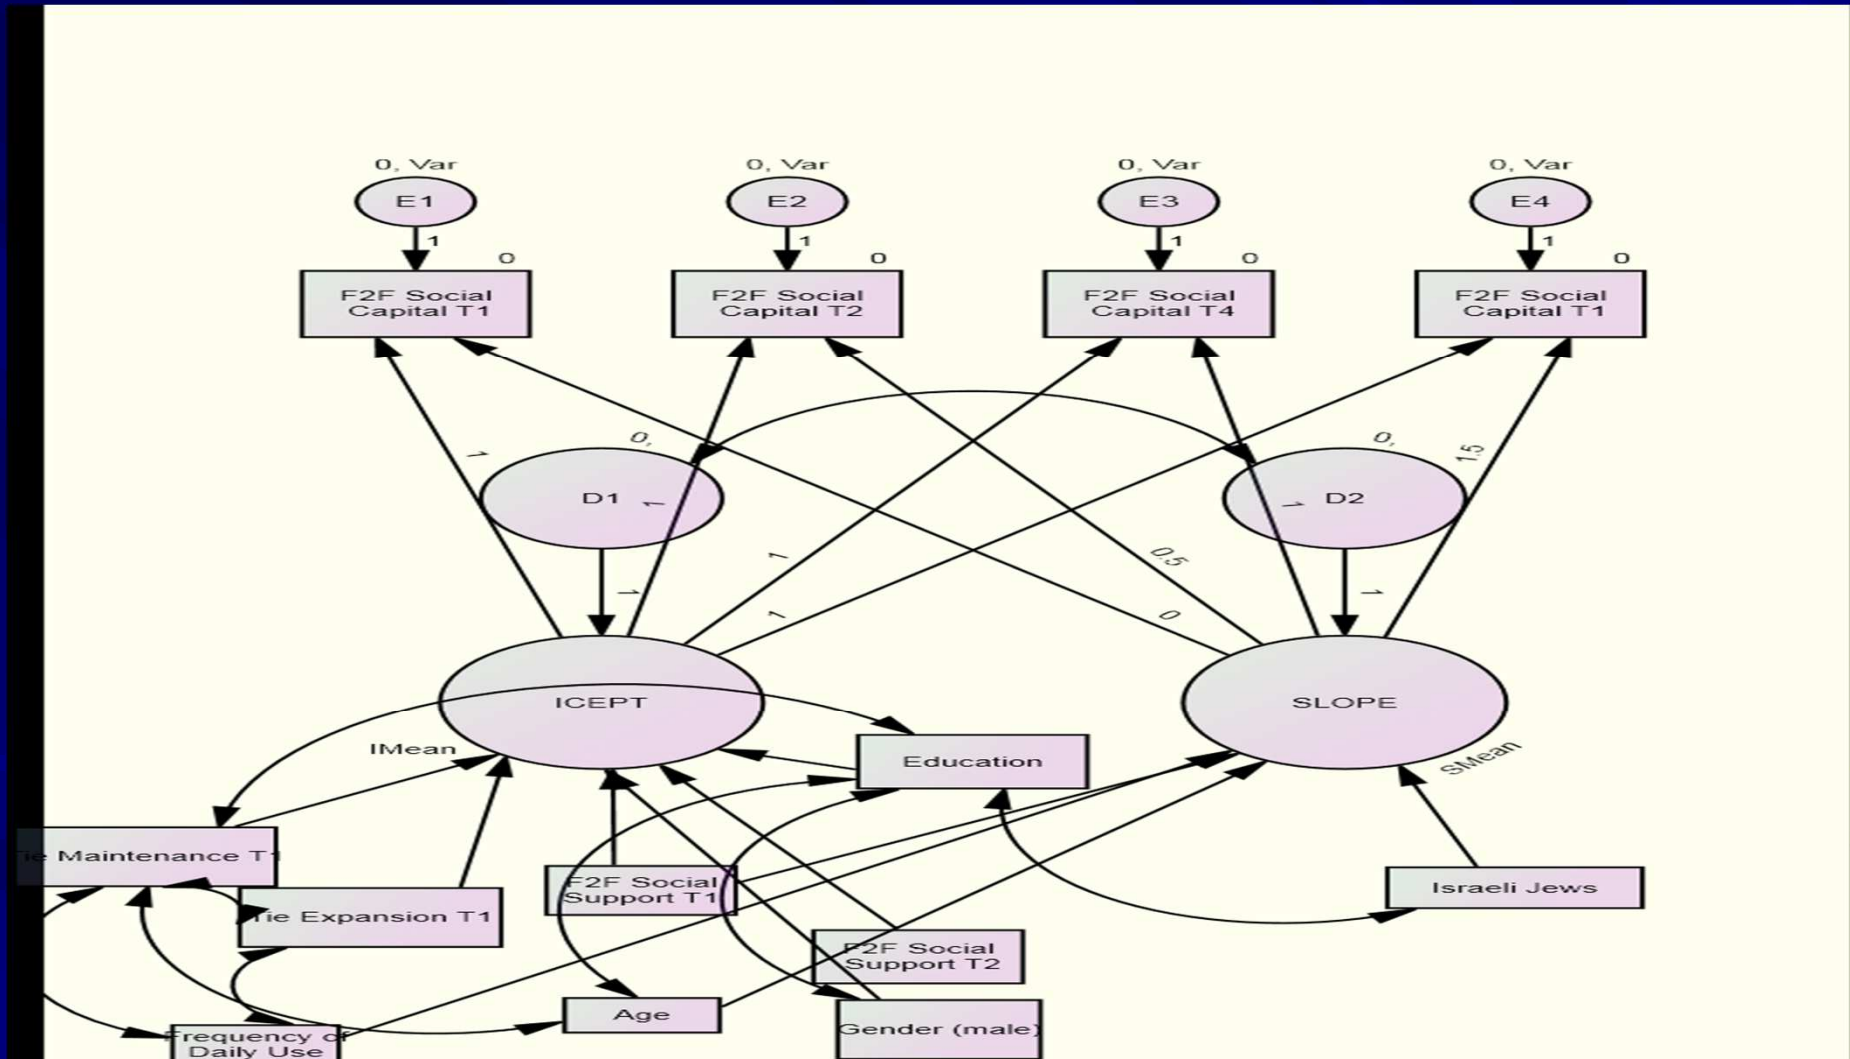 0, Var
0, Var
0, Var
0, Var
E1
E2
E3
E4
1
1
1
1
0
0
0
0
F2F Social
Capital T1
F2F Social
Capital T2
F2F Social
Capital T4
F2F Social
Capital T1
0,
0,
1
1.5
D1
1
1
D2
1
0.5
1
1
1
0
ICEPT
SLOPE
IMean
SMean
Education
Tie Maintenance T1
F2F Social
Support T1
Israeli Jews
Tie Expansion T1
F2F Social
Support T2
Age
Gender (male)
Frequency of
Daily Use